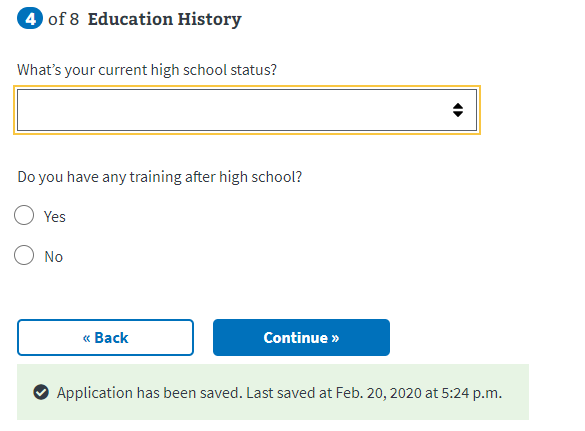 4 of 8 Education History
What's your current high school status?
Do you have any training after high school?
Yes
No
« Back
Continue »
Application has been saved. Last saved at Feb. 20, 2020 at 5:24 p.m.